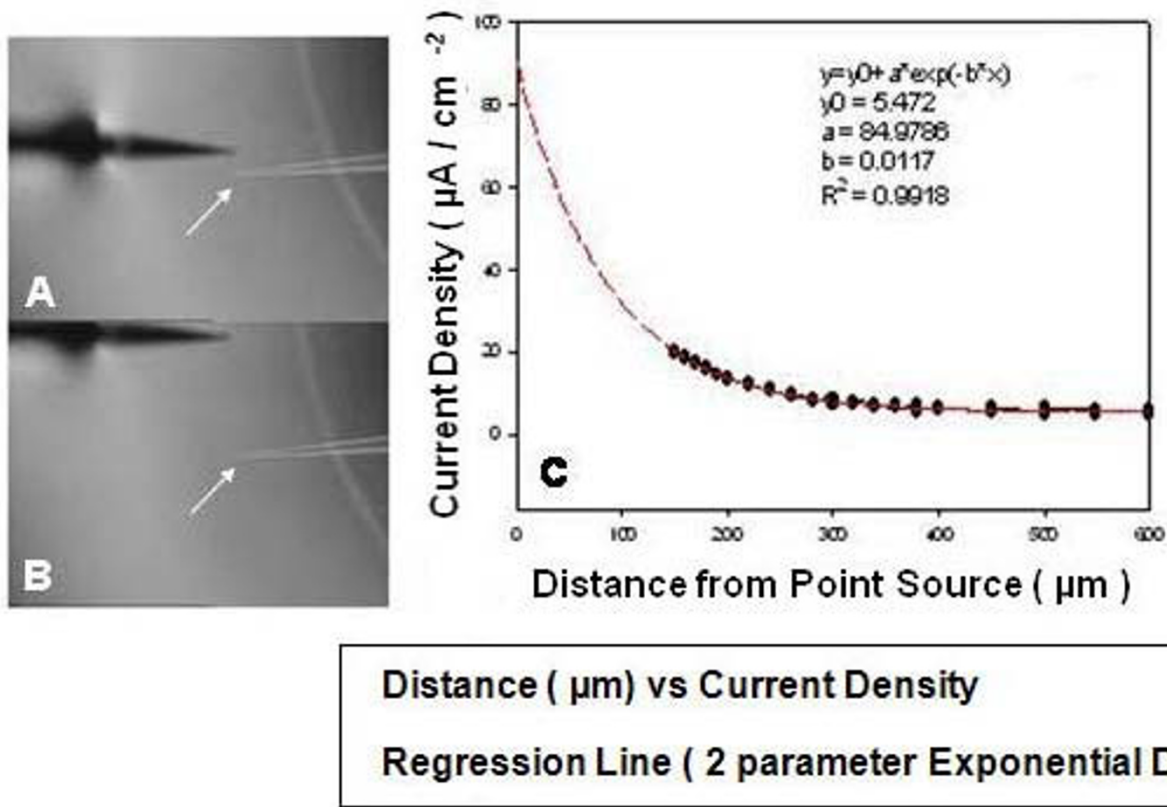 A
B
Current Density ( µA / cm -2 )
100
80
60
40
20
0
y=y0+ a*exp(-b*x)
y0 = 5.472
a = 84.9786
b = 0.0117
R2 = 0.9918
C
0 100 200 300 400 500 600
Distance from Point Source ( µm )
Distance ( µm) vs Current Density
Regression Line ( 2 parameter Exponential D